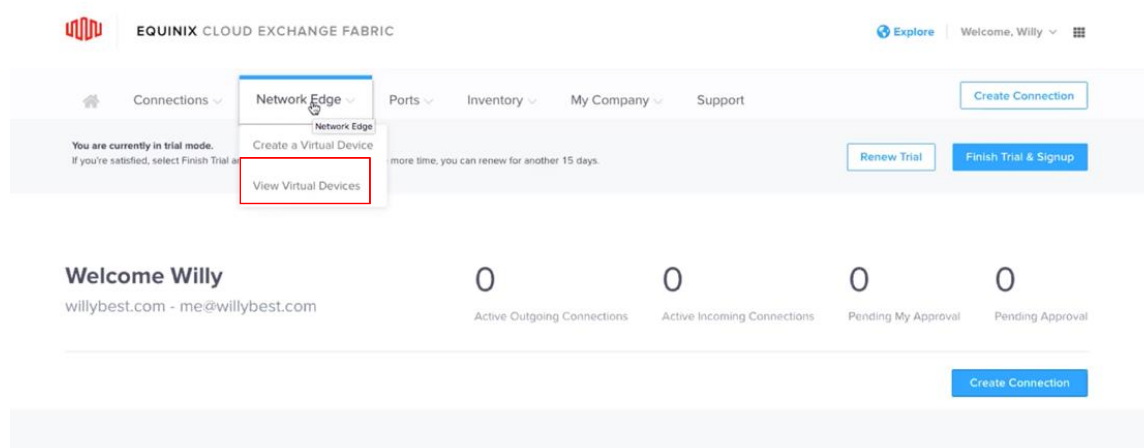 EQUINIX CLOUD EXCHANGE FABRIC
Explore
Welcome, Willy
Connections
Network Edge
Ports
Inventory
My Company
Support
Create Connection
Network Edge
You are currently in trial mode.
If you're satisfied, select Finish Trial
more time, you can renew for another 15 days.
Create a Virtual Device
View Virtual Devices
Renew Trial
Finish Trial & Signup
Welcome Willy
willybest.com - me@willybest.com
0
Active Outgoing Connections
0
Active Incoming Connections
0
Pending My Approval
0
Pending Approval
Create Connection